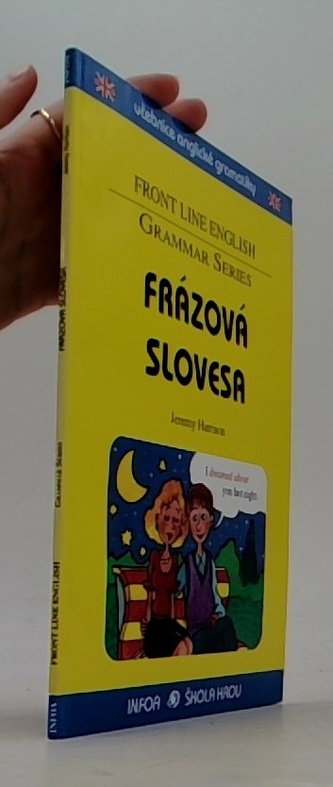 učebnice anglické gramatiky
FRONT LINE ENGLISH
GRAMMAR SERIES
FRÁZOVÁ
SLOVESA
Jeremy Harrison
I dreamed about
you last night.
INFOA ŠKOLA HROU
FRÁZOVÁ SLOVESA
GRAMMAR SERIES
FRONT LINE ENGLISH
INFOA